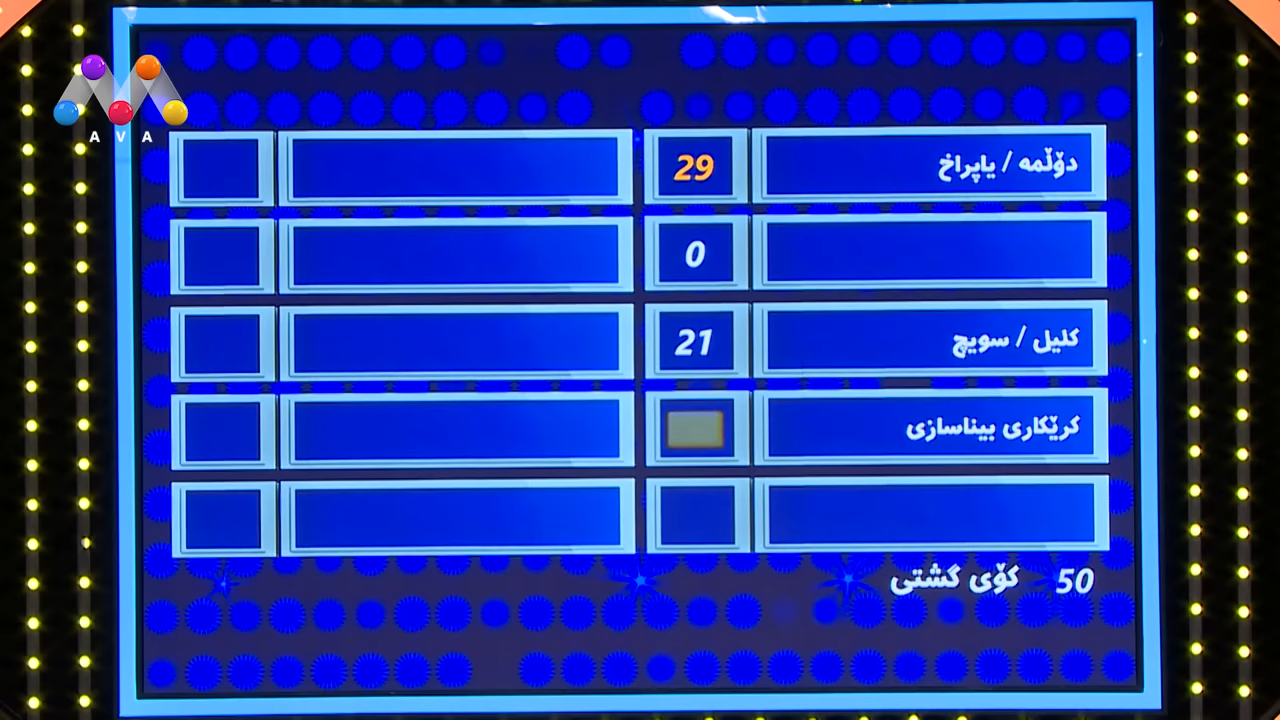 AVA
دۆڵمە / یاپراخ 29
0
کلیل / سویچ 21
کرێکاری بیناسازی
کۆی گشتی 50